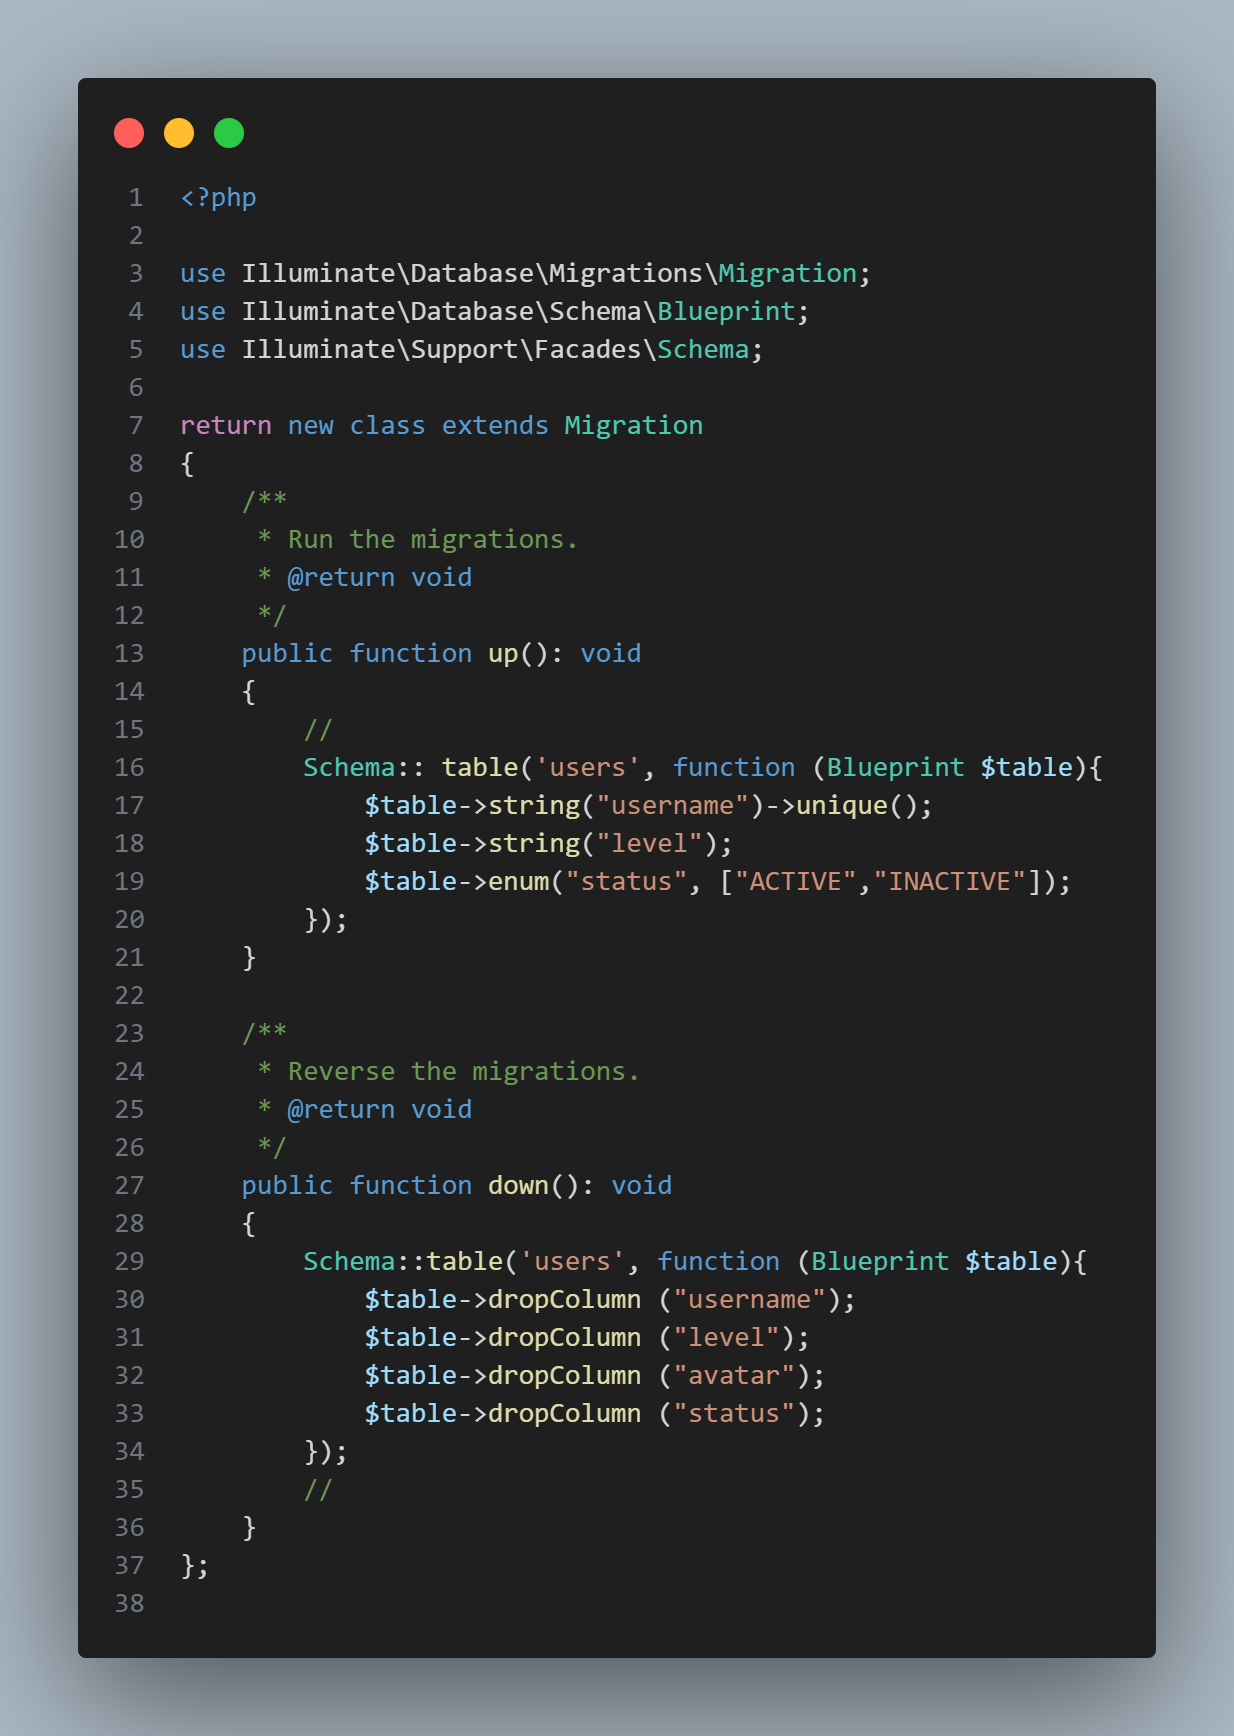 1 <?php
2
3 use Illuminate\Database\Migrations\Migration;
4 use Illuminate\Database\Schema\Blueprint;
5 use Illuminate\Support\Facades\Schema;
6
7 return new class extends Migration
8 {
9     /**
10      * Run the migrations.
11      * @return void
12      */
13     public function up(): void
14     {
15         //
16         Schema:: table('users', function (Blueprint $table){
17             $table->string("username")->unique();
18             $table->string("level");
19             $table->enum("status", ["ACTIVE","INACTIVE"]);
20         });
21     }
22
23     /**
24      * Reverse the migrations.
25      * @return void
26      */
27     public function down(): void
28     {
29         Schema::table('users', function (Blueprint $table){
30             $table->dropColumn ("username");
31             $table->dropColumn ("level");
32             $table->dropColumn ("avatar");
33             $table->dropColumn ("status");
34         });
35         //
36     }
37 };
38